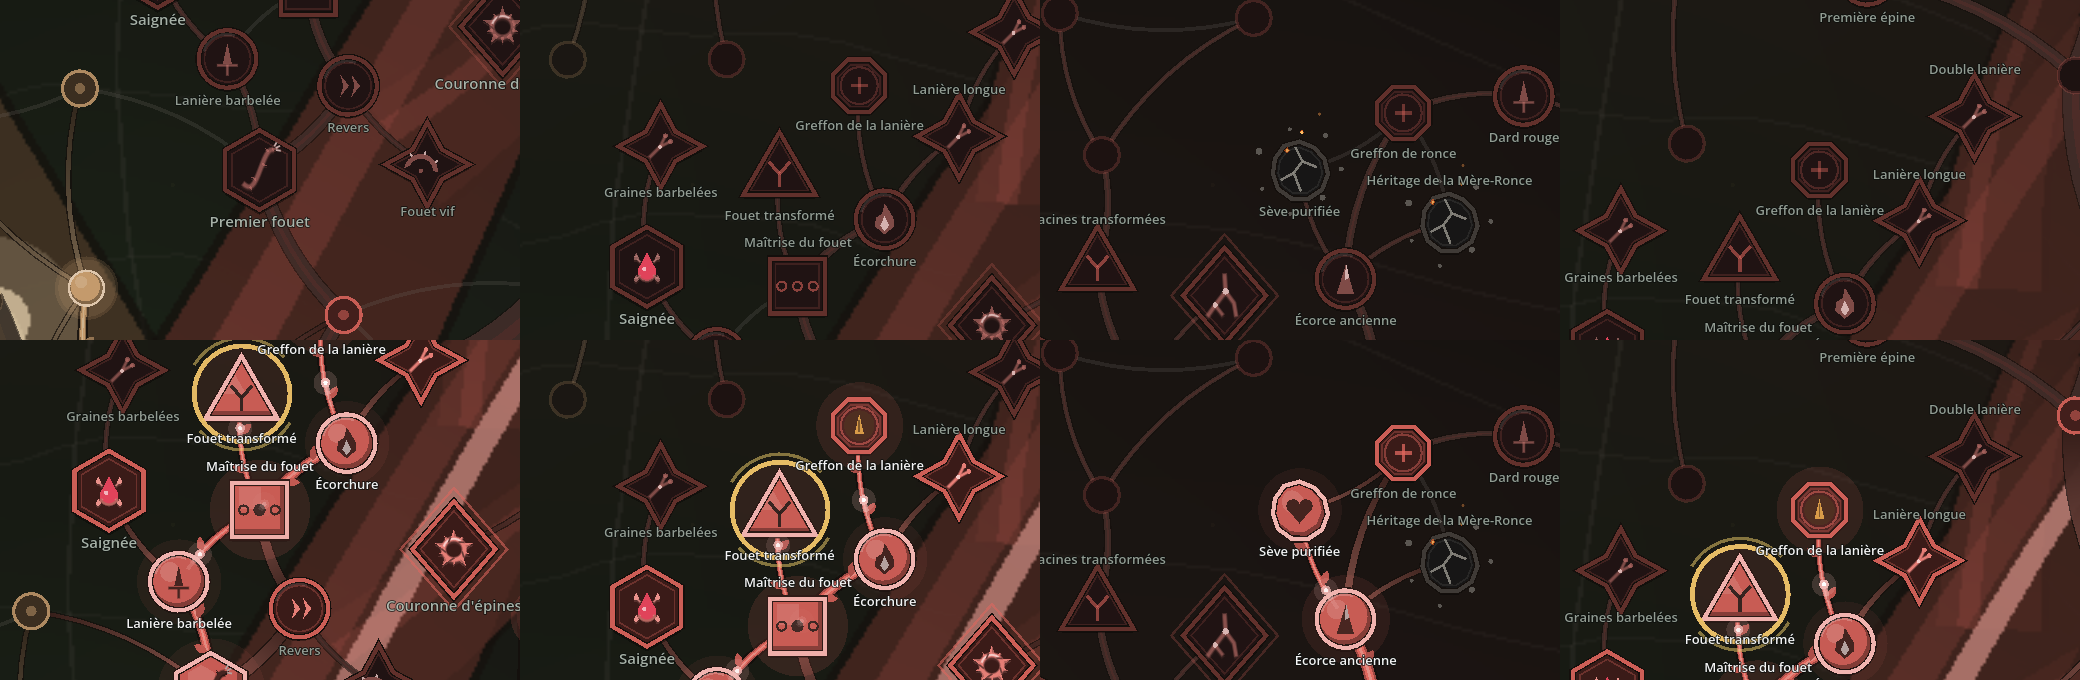 Saignée
Lanière barbelée
Revers
Couronne d
Premier fouet
Fouet vif
Lanière longue
Greffon de la lanière
Graines barbelées
Fouet transformé
Maîtrise du fouet
Écorchure
Saignée
Greffon de ronce
Dard rouge
Héritage de la Mère-Ronce
Sève purifiée
acines transformées
Écorce ancienne
Première épine
Double lanière
Lanière longue
Greffon de la lanière
Graines barbelées
Fouet transformé
Maîtrise du fouet
Greffon de la lanière
Graines barbelées
Fouet transformé
Maîtrise du fouet
Écorchure
Saignée
Couronne d'épines
Lanière barbelée
Revers
Lanière longue
Greffon de la lanière
Graines barbelées
Fouet transformé
Maîtrise du fouet
Écorchure
Saignée
Greffon de ronce
Dard rouge
Héritage de la Mère-Ronce
Sève purifiée
acines transformées
Écorce ancienne
Première épine
Double lanière
Lanière longue
Greffon de la lanière
Graines barbelées
Fouet transformé
Maîtrise du fouet